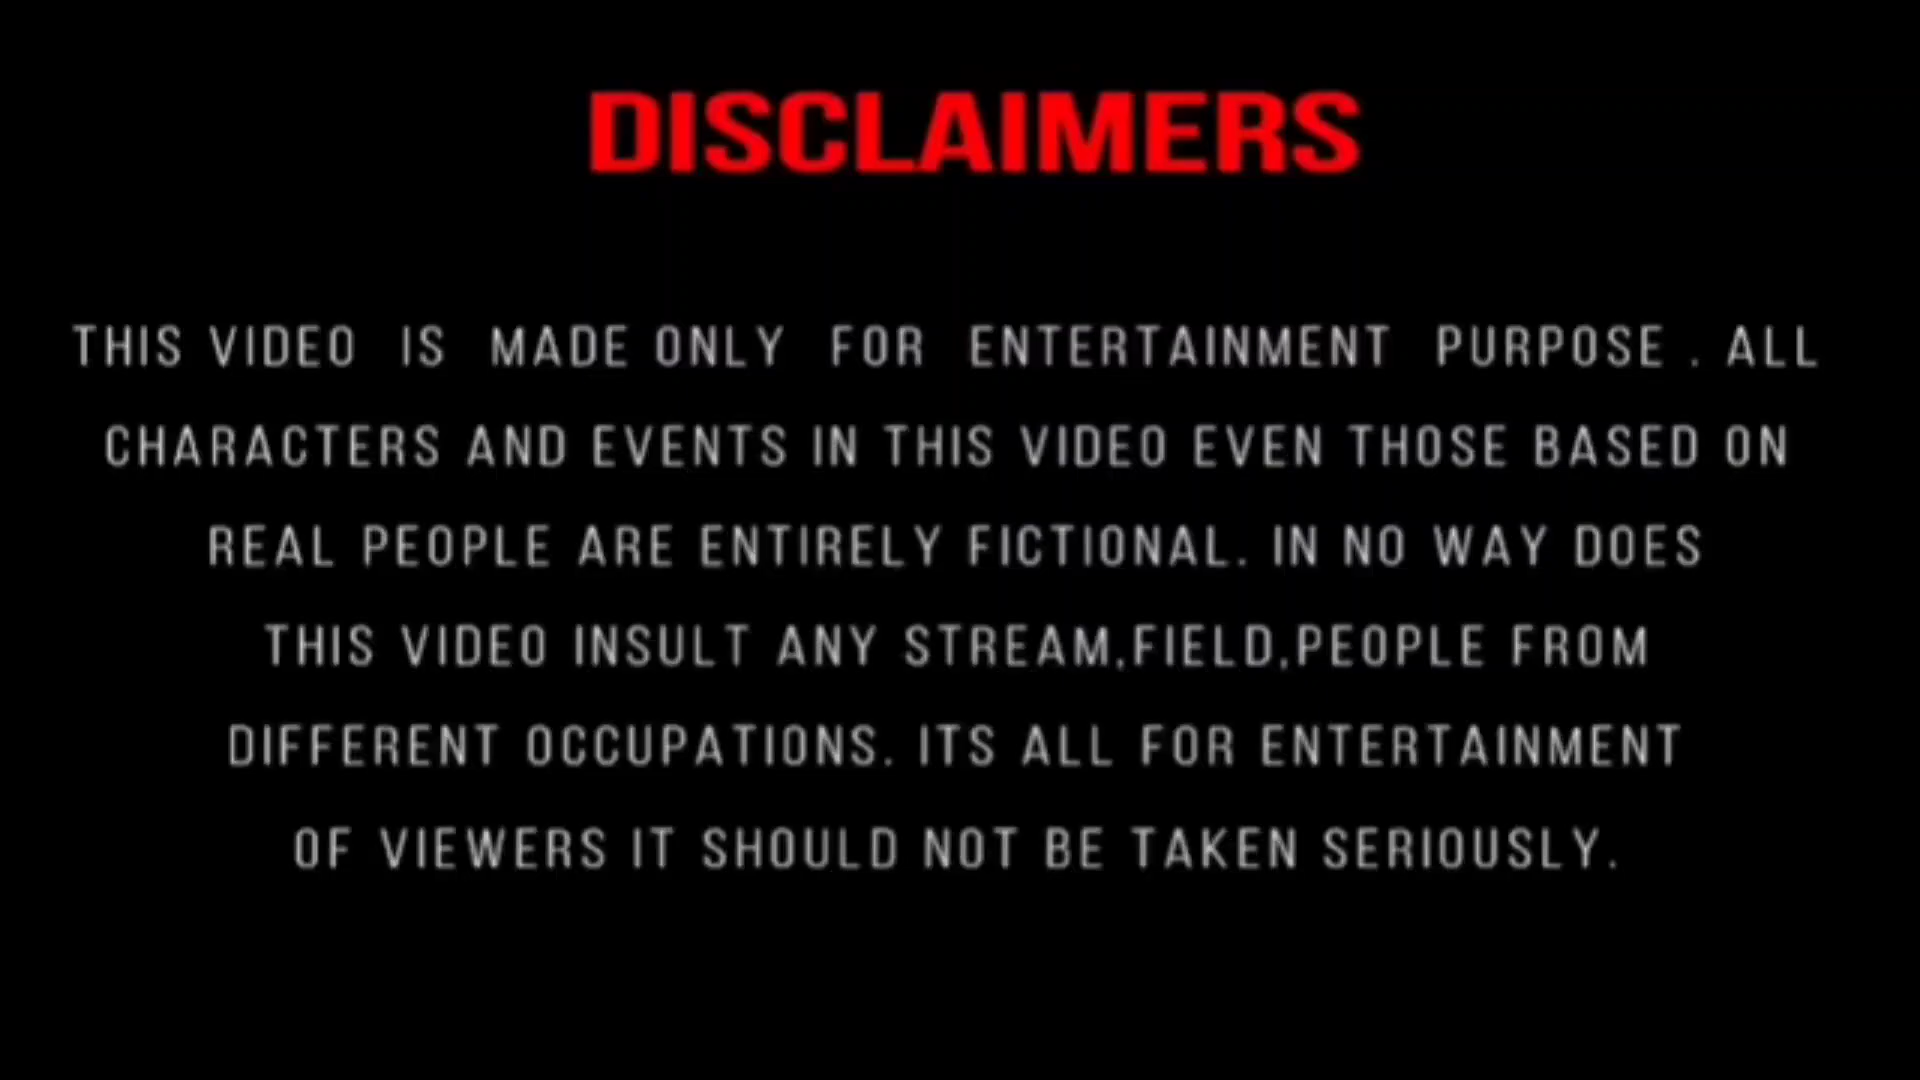 DISCLAIMERS
THIS VIDEO IS MADE ONLY FOR ENTERTAINMENT PURPOSE . ALL
CHARACTERS AND EVENTS IN THIS VIDEO EVEN THOSE BASED ON
REAL PEOPLE ARE ENTIRELY FICTIONAL. IN NO WAY DOES
THIS VIDEO INSULT ANY STREAM,FIELD,PEOPLE FROM
DIFFERENT OCCUPATIONS. ITS ALL FOR ENTERTAINMENT
OF VIEWERS IT SHOULD NOT BE TAKEN SERIOUSLY.